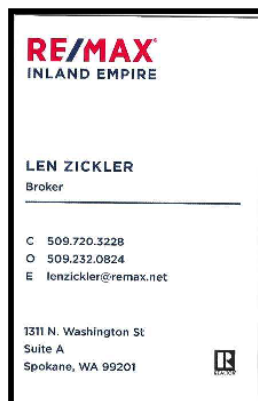 RE/MAX®
INLAND EMPIRE
LEN ZICKLER
Broker
C 509.720.3228
O 509.232.0824
E lenzickler@remax.net
1311 N. Washington St
Suite A
Spokane, WA 99201
R
REALTOR